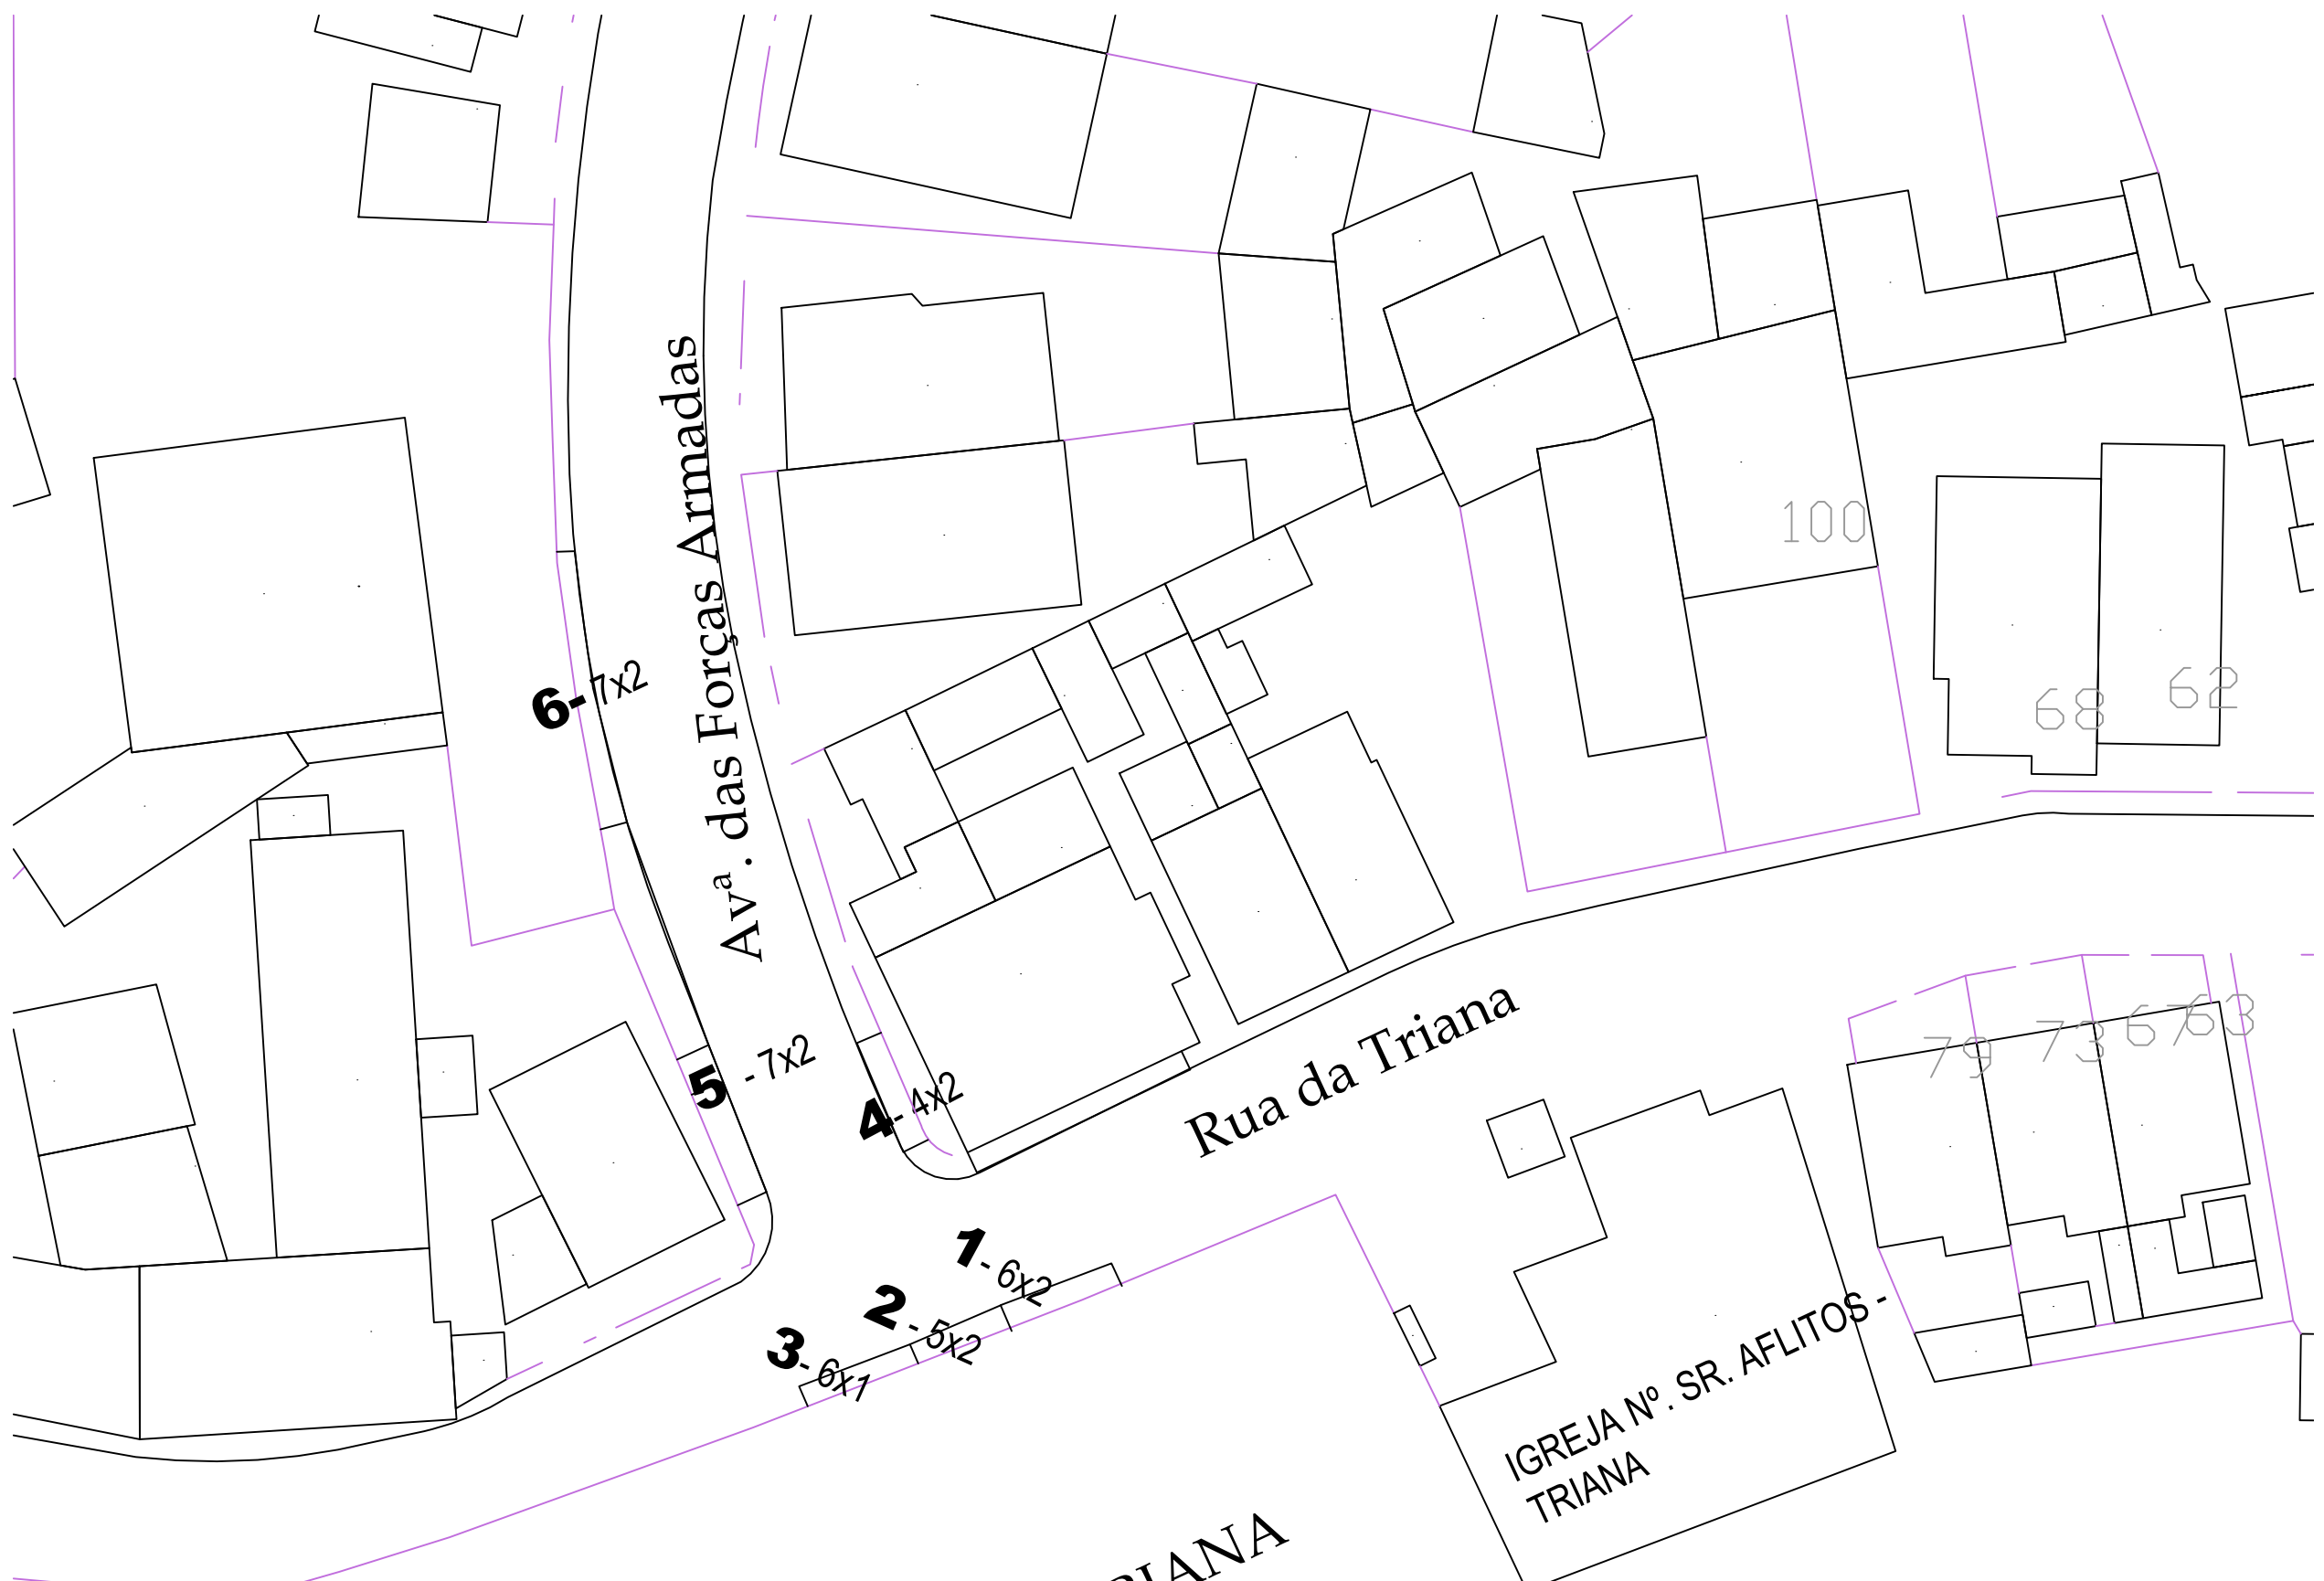 Avª. das Forças Armadas
100
62
68
6-7x2
5 -7x2
4-4x2
Rua da Triana
79
73
67
63
1-6x2
2-5x2
3-6x1
IGREJA Nº. SR. AFLITOS -
TRIANA